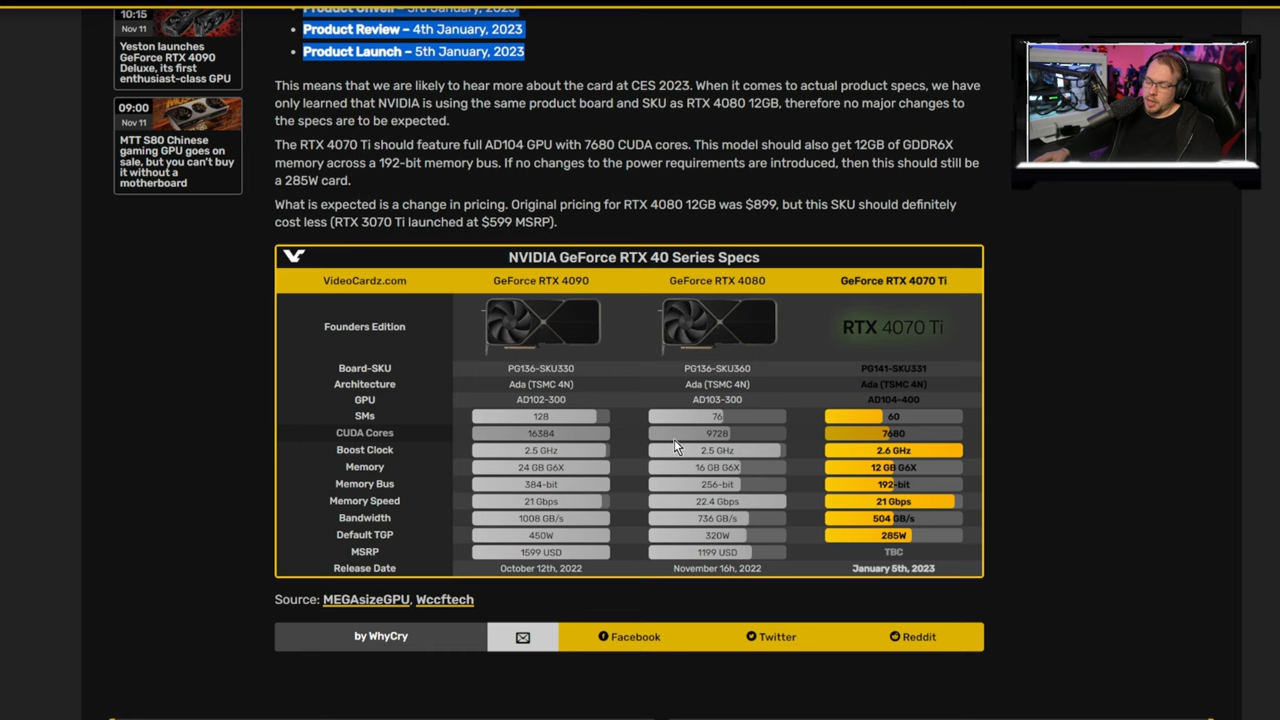 Product Unveil – 3rd January, 2023
Product Review – 4th January, 2023
Product Launch – 5th January, 2023
10:15
Nov 11
Yeston launches
GeForce RTX 4090
Deluxe, its first
enthusiast-class GPU
09:00
Nov 11
MTT S80 Chinese
gaming GPU goes on
sale, but you can't buy
it without a
motherboard
This means that we are likely to hear more about the card at CES 2023. When it comes to actual product specs, we have
only learned that NVIDIA is using the same product board and SKU as RTX 4080 12GB, therefore no major changes to
the specs are to be expected.
The RTX 4070 Ti should feature full AD104 GPU with 7680 CUDA cores. This model should also get 12GB of GDDR6X
memory across a 192-bit memory bus. If no changes to the power requirements are introduced, then this should still be
a 285W card.
What is expected is a change in pricing. Original pricing for RTX 4080 12GB was $899, but this SKU should definitely
cost less (RTX 3070 Ti launched at $599 MSRP).
NVIDIA GeForce RTX 40 Series Specs
VideoCardz.com GeForce RTX 4090 GeForce RTX 4080 GeForce RTX 4070 Ti
Founders Edition RTX 4070 Ti
Board-SKU PG136-SKU330 PG136-SKU360 PG141-SKU331
Architecture Ada (TSMC 4N) Ada (TSMC 4N) Ada (TSMC 4N)
GPU AD102-300 AD103-300 AD104-400
SMs 128 76 60
CUDA Cores 16384 9728 7680
Boost Clock 2.5 GHz 2.5 GHz 2.6 GHz
Memory 24 GB G6X 16 GB G6X 12 GB G6X
Memory Bus 384-bit 256-bit 192-bit
Memory Speed 21 Gbps 22.4 Gbps 21 Gbps
Bandwidth 1008 GB/s 736 GB/s 504 GB/s
Default TGP 450W 320W 285W
MSRP 1599 USD 1199 USD TBC
Release Date October 12th, 2022 November 16h, 2022 January 5th, 2023
Source: MEGAsizeGPU, Wccftech
by WhyCry Facebook Twitter Reddit